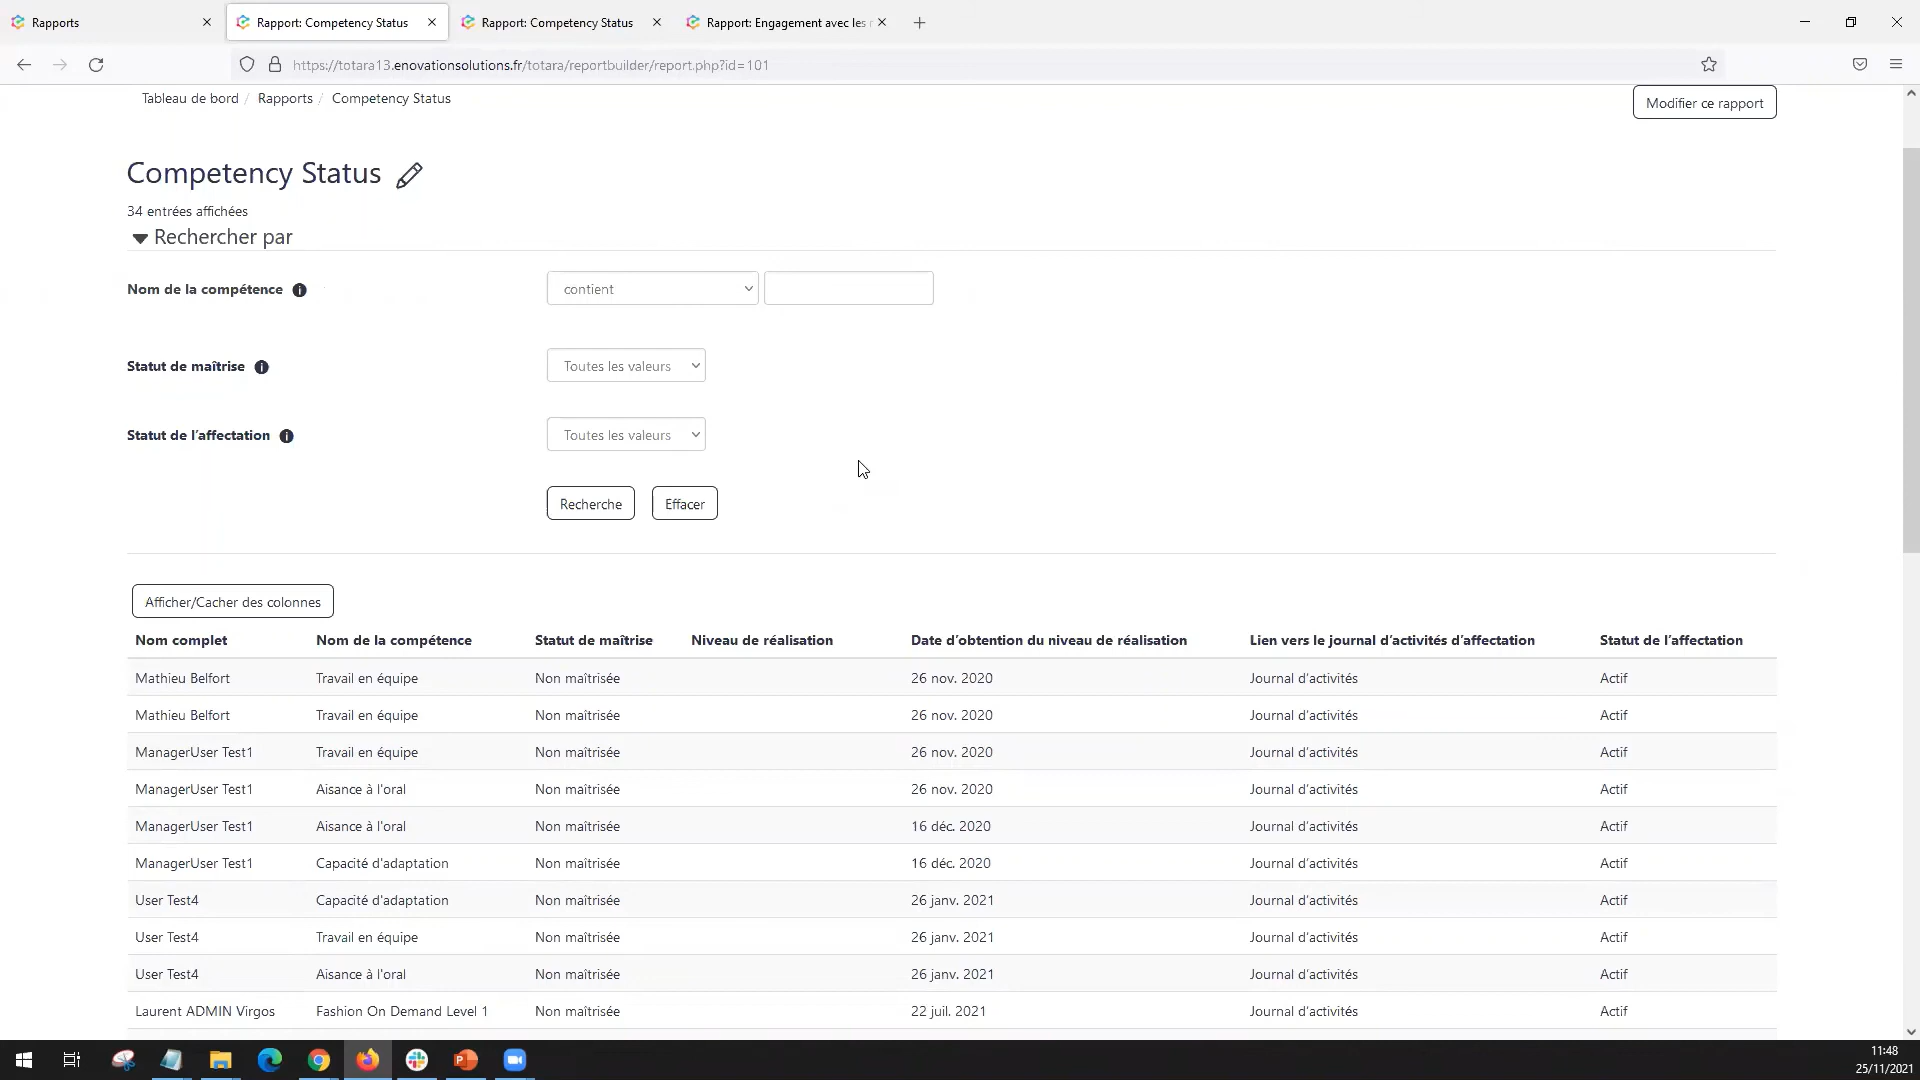 Rapports
Rapport: Competency Status
Rapport: Competency Status
Rapport: Engagement avec les r
https://totara13.enovationsolutions.fr/totara/reportbuilder/report.php?id=101
Tableau de bord / Rapports / Competency Status
Modifier ce rapport
Competency Status
34 entrées affichées
Rechercher par
Nom de la compétence contient
Statut de maîtrise Toutes les valeurs
Statut de l'affectation Toutes les valeurs
Recherche Effacer
Afficher/Cacher des colonnes
Nom complet Nom de la compétence Statut de maîtrise Niveau de réalisation Date d'obtention du niveau de réalisation Lien vers le journal d'activités d'affectation Statut de l'affectation
Mathieu Belfort Travail en équipe Non maîtrisée 26 nov. 2020 Journal d'activités Actif
Mathieu Belfort Travail en équipe Non maîtrisée 26 nov. 2020 Journal d'activités Actif
ManagerUser Test1 Travail en équipe Non maîtrisée 26 nov. 2020 Journal d'activités Actif
ManagerUser Test1 Aisance à l'oral Non maîtrisée 26 nov. 2020 Journal d'activités Actif
ManagerUser Test1 Aisance à l'oral Non maîtrisée 16 déc. 2020 Journal d'activités Actif
ManagerUser Test1 Capacité d'adaptation Non maîtrisée 16 déc. 2020 Journal d'activités Actif
User Test4 Capacité d'adaptation Non maîtrisée 26 janv. 2021 Journal d'activités Actif
User Test4 Travail en équipe Non maîtrisée 26 janv. 2021 Journal d'activités Actif
User Test4 Aisance à l'oral Non maîtrisée 26 janv. 2021 Journal d'activités Actif
Laurent ADMIN Virgos Fashion On Demand Level 1 Non maîtrisée 22 juil. 2021 Journal d'activités Actif
11:48
25/11/2021